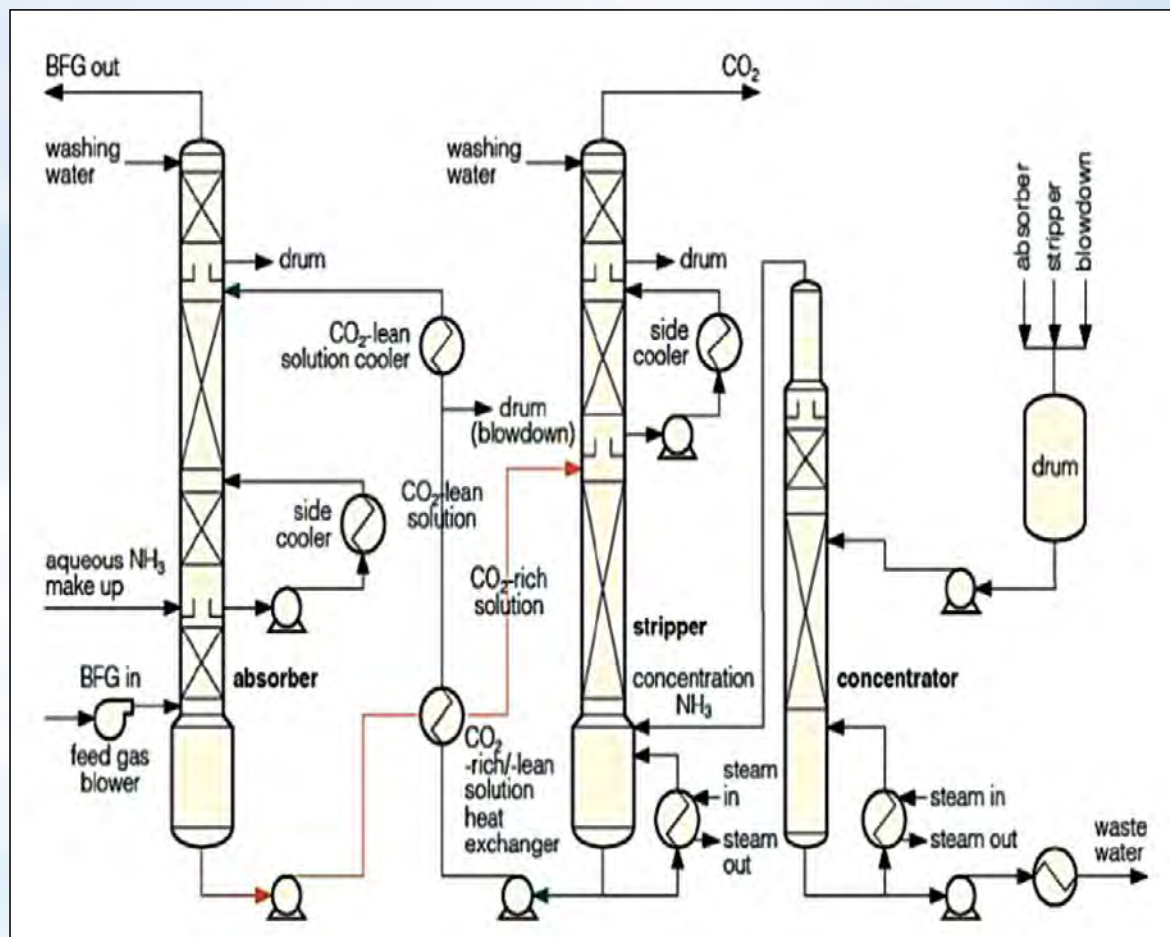 BFG out
CO₂
washing
water
washing
water
absorber
stripper
blowdown
drum
drum
CO₂-lean
solution cooler
side
cooler
drum
(blowdown)
drum
CO₂-lean
solution
side
cooler
aqueous NH₃
make up
CO₂-rich
solution
stripper
BFG in
absorber
concentration
NH₃
concentrator
feed gas
blower
CO₂
-rich/-lean
solution
heat
exchanger
steam
in
steam
out
steam in
steam out
waste
water